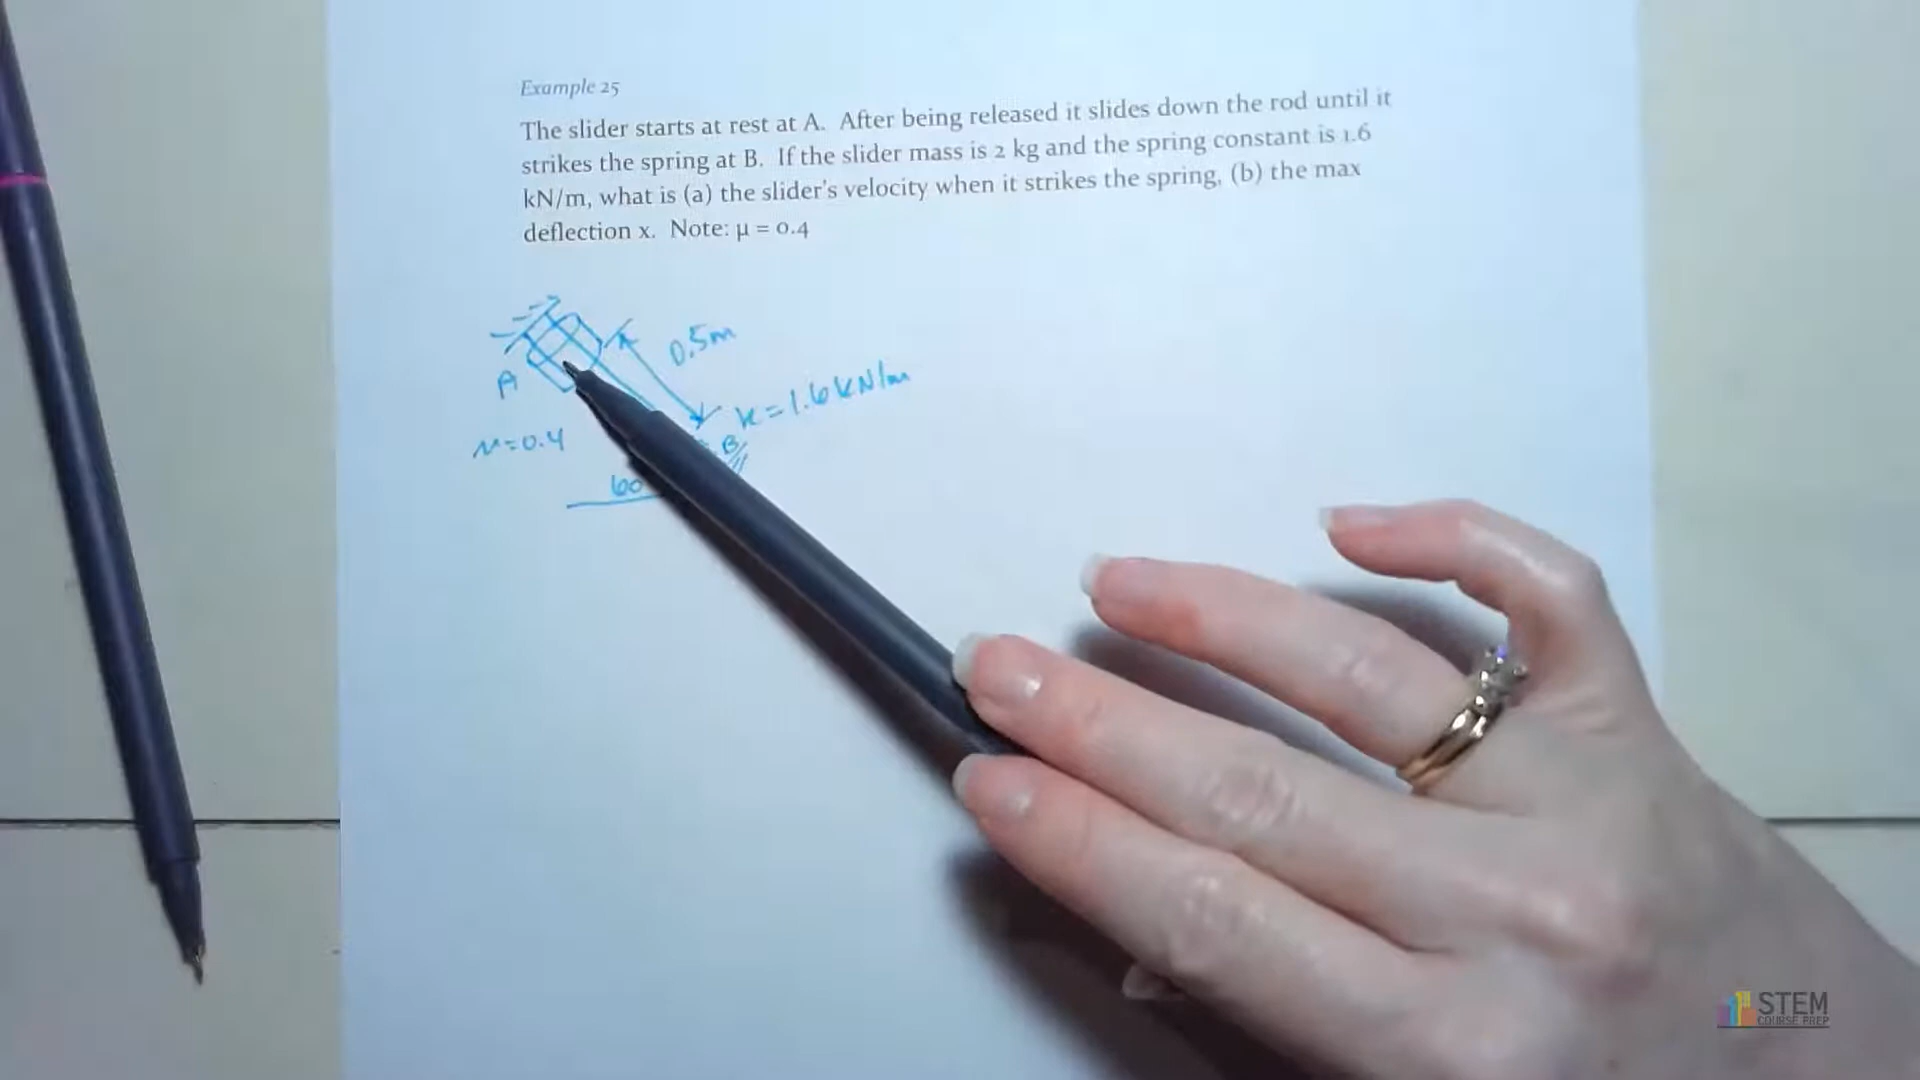 Example 25
The slider starts at rest at A. After being released it slides down the rod until it
strikes the spring at B. If the slider mass is 2 kg and the spring constant is 1.6
kN/m, what is (a) the slider's velocity when it strikes the spring, (b) the max
deflection x. Note: μ = 0.4
0.5m
A
k=1.6kN/m
B
μ=0.4
60
STEM
COURSE PREP